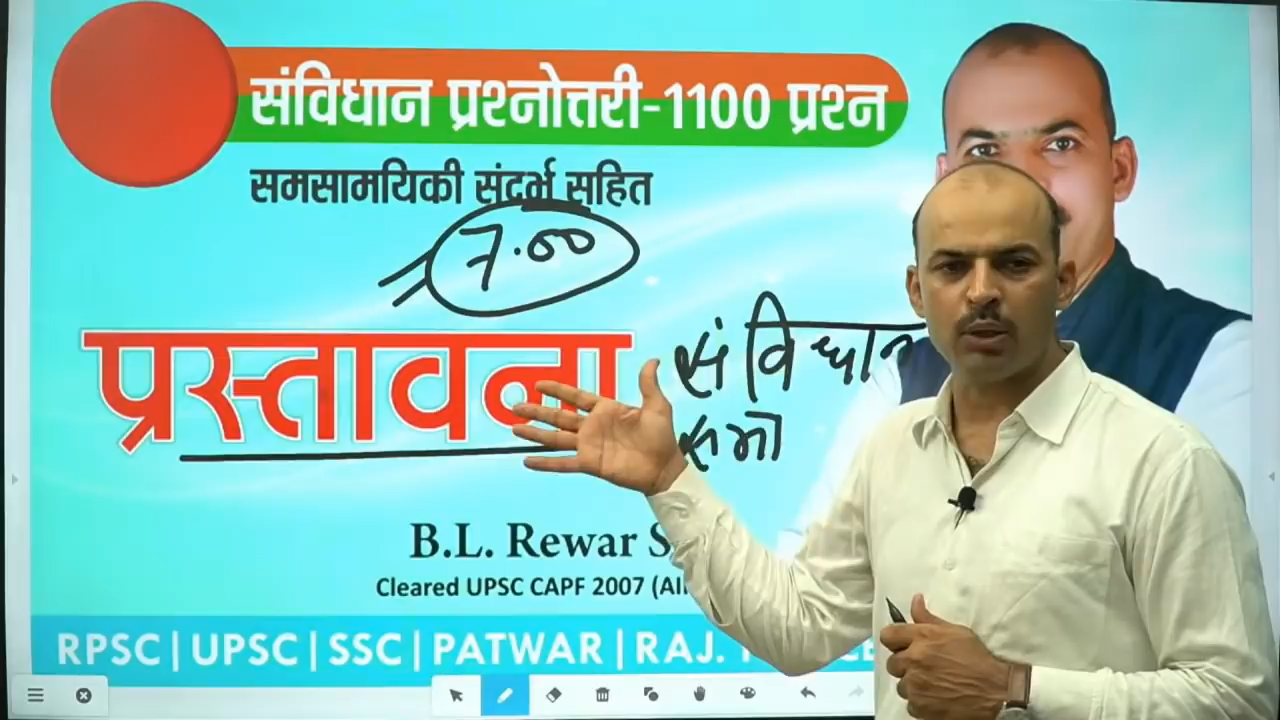 संविधान प्रश्नोत्तरी-1100 प्रश्न
समसामयिकी संदर्भ सहित
7.00
प्रस्तावना
संविधान
सभा
B.L. Rewar
Cleared UPSC CAPF 2007
RPSC|UPSC|SSC|PATWAR|RAJ.